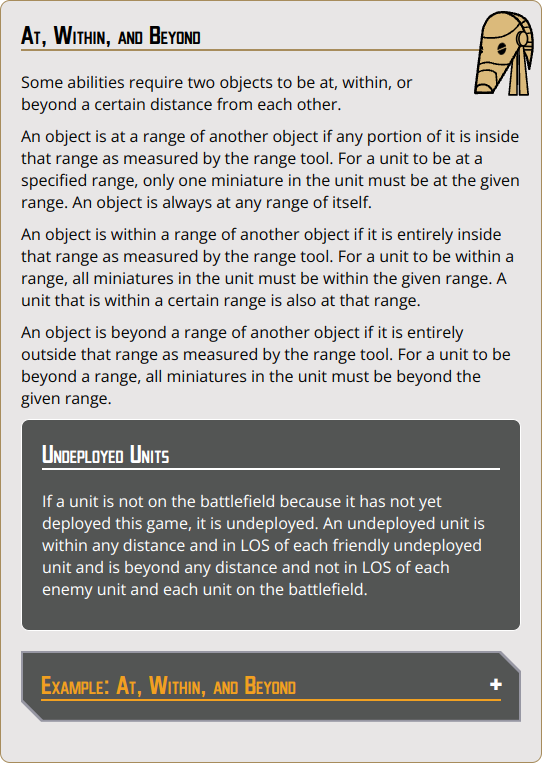 At, Within, and Beyond
Some abilities require two objects to be at, within, or
beyond a certain distance from each other.
An object is at a range of another object if any portion of it is inside
that range as measured by the range tool. For a unit to be at a
specified range, only one miniature in the unit must be at the given
range. An object is always at any range of itself.
An object is within a range of another object if it is entirely inside
that range as measured by the range tool. For a unit to be within a
range, all miniatures in the unit must be within the given range. A
unit that is within a certain range is also at that range.
An object is beyond a range of another object if it is entirely
outside that range as measured by the range tool. For a unit to be
beyond a range, all miniatures in the unit must be beyond the
given range.
Undeployed Units
If a unit is not on the battlefield because it has not yet
deployed this game, it is undeployed. An undeployed unit is
within any distance and in LOS of each friendly undeployed
unit and is beyond any distance and not in LOS of each
enemy unit and each unit on the battlefield.
Example: At, Within, and Beyond +